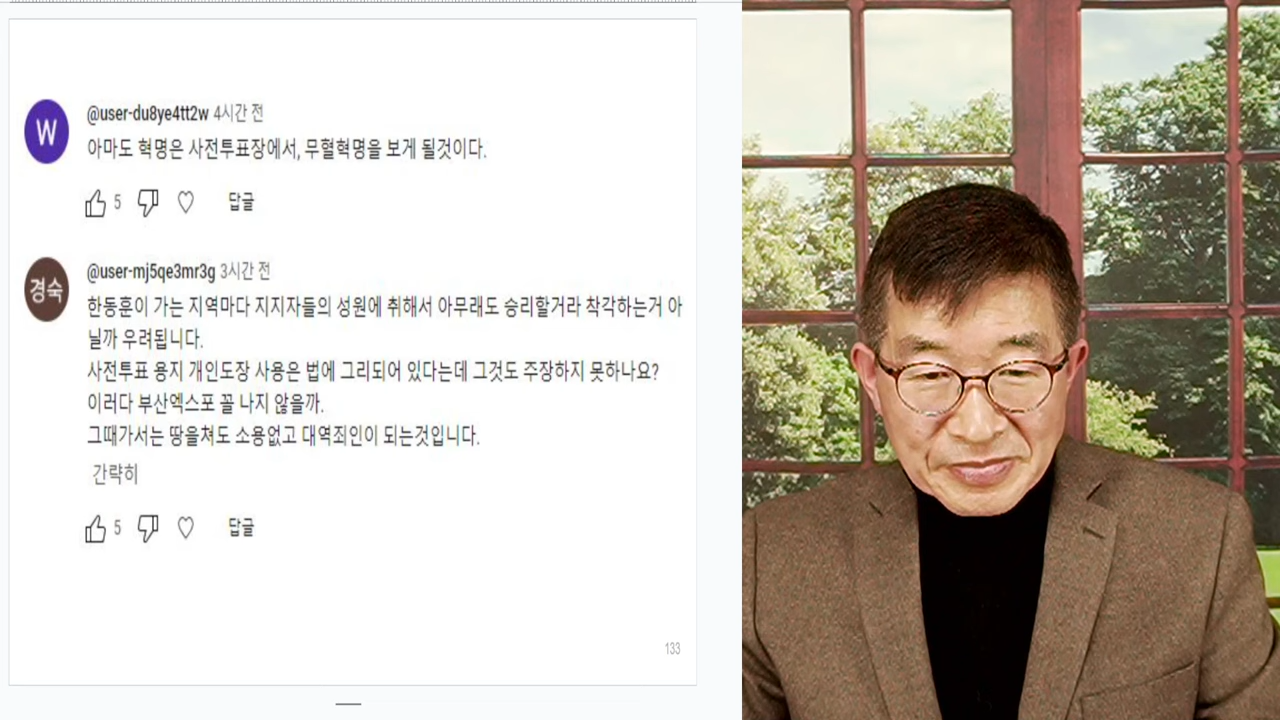 W
@user-du8ye4tt2w 4시간 전
아마도 혁명은 사전투표장에서, 무혈혁명을 보게 될것이다.
5
답글
경숙
@user-mj5qe3mr3g 3시간 전
한동훈이 가는 지역마다 지지자들의 성원에 취해서 아무래도 승리할거라 착각하는거 아
닐까 우려됩니다.
사전투표 용지 개인도장 사용은 법에 그리되어 있다는데 그것도 주장하지 못하나요?
이러다 부산엑스포 꼴 나지 않을까.
그때가서는 땅을쳐도 소용없고 대역죄인이 되는것입니다.
간략히
5
답글
133